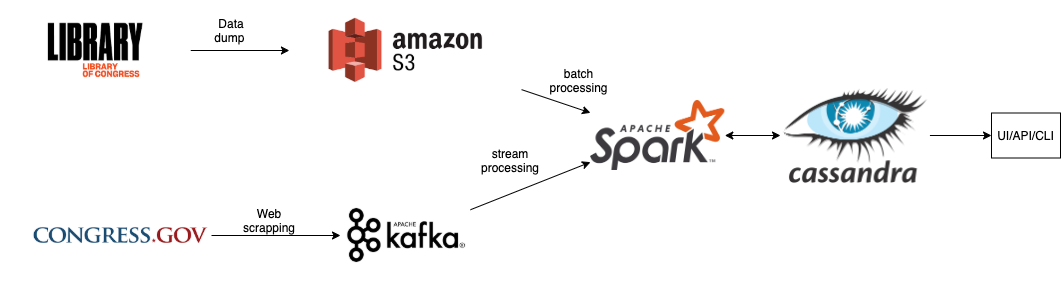 LIBRARY
LIBRARY
OF CONGRESS
Data
dump
amazon
S3
batch
processing
APACHE
Spark™
cassandra
UI/API/CLI
stream
processing
CONGRESS.GOV
Web
scrapping
APACHE
kafka®